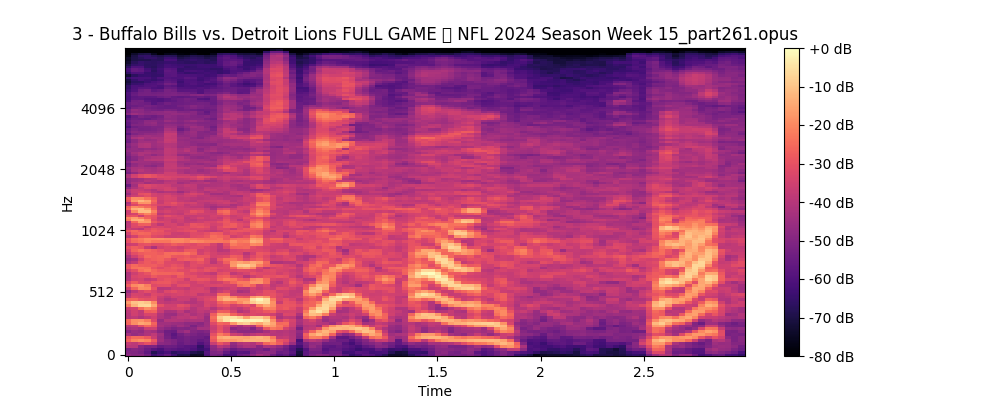 3 - Buffalo Bills vs. Detroit Lions FULL GAME ▯ NFL 2024 Season Week 15_part261.opus
Hz
4096
2048
1024
512
0
0 0.5 1 1.5 2 2.5
Time
+0 dB
-10 dB
-20 dB
-30 dB
-40 dB
-50 dB
-60 dB
-70 dB
-80 dB